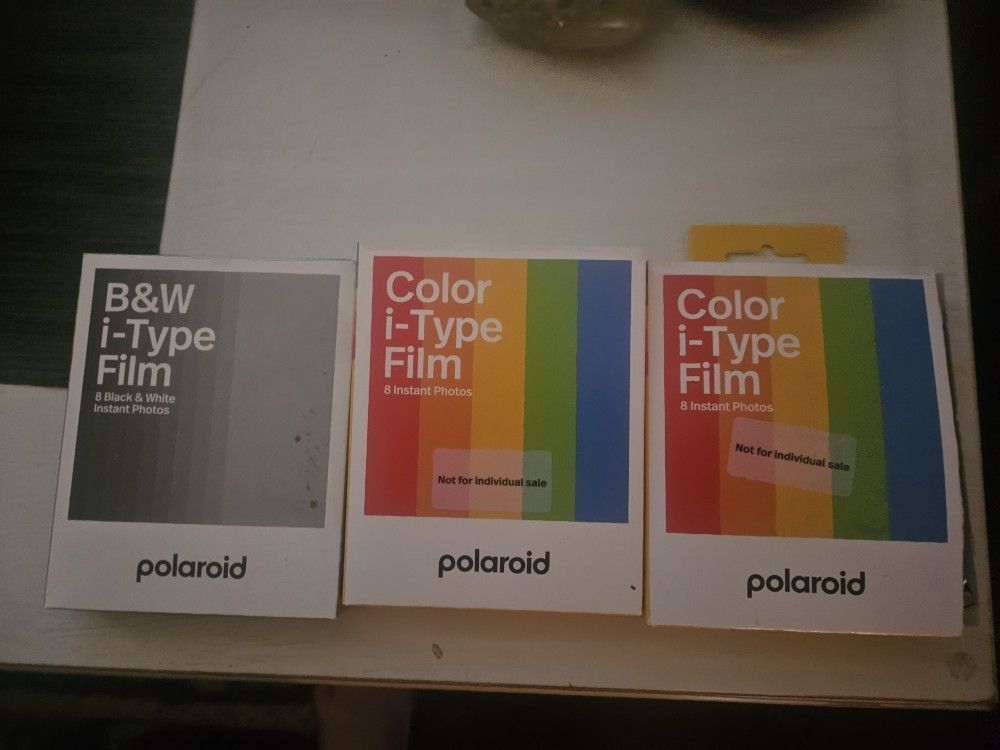 B&W
i-Type
Film
8 Black & White
Instant Photos
polaroid
Color
i-Type
Film
8 Instant Photos
Not for individual sale
polaroid
Color
i-Type
Film
8 Instant Photos
Not for individual sale
polaroid